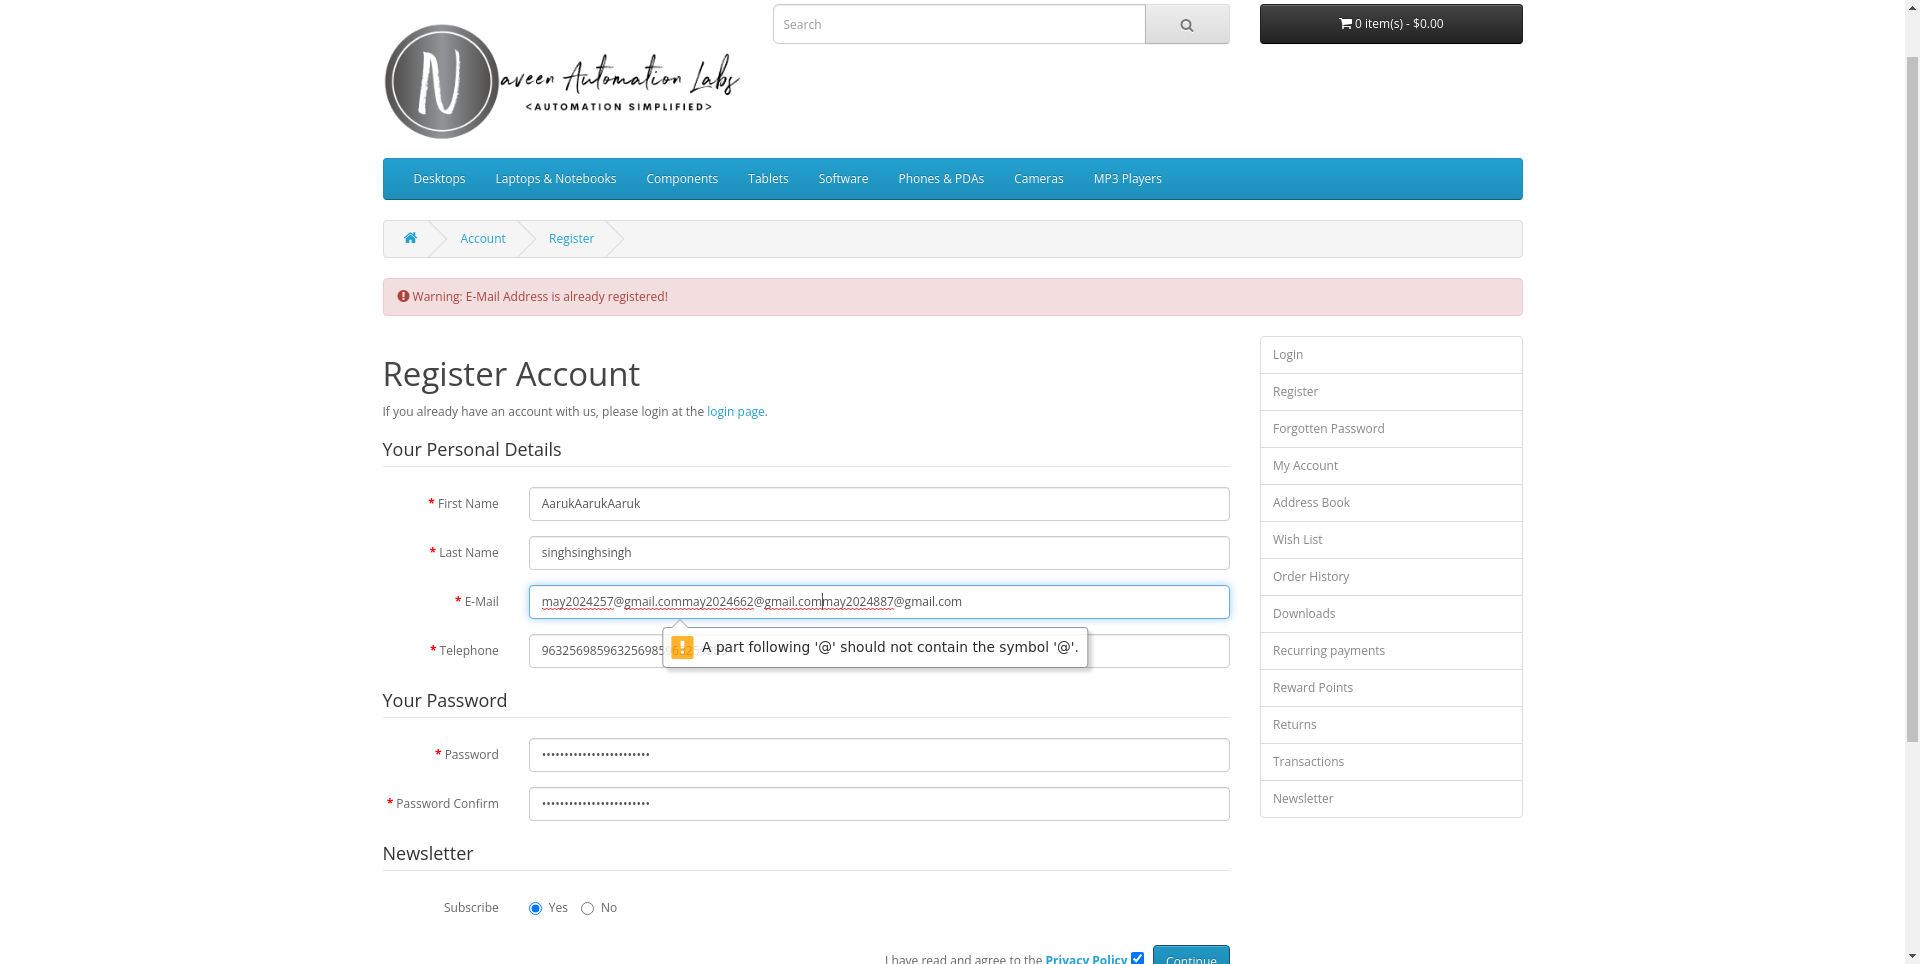 Search
0 item(s) - $0.00
Naveen Automation Labs
<AUTOMATION SIMPLIFIED>
Desktops Laptops & Notebooks Components Tablets Software Phones & PDAs Cameras MP3 Players
Account Register
Warning: E-Mail Address is already registered!
Register Account
If you already have an account with us, please login at the login page.
Your Personal Details
* First Name AarukAarukAaruk
* Last Name singhsinghsingh
* E-Mail may2024257@gmail.commay2024662@gmail.commay2024887@gmail.com
A part following '@' should not contain the symbol '@'.
* Telephone 963256985963256985
Your Password
* Password ••••••••••••••••••••••••
* Password Confirm ••••••••••••••••••••••••
Newsletter
Subscribe Yes No
I have read and agree to the Privacy Policy Continue
Login
Register
Forgotten Password
My Account
Address Book
Wish List
Order History
Downloads
Recurring payments
Reward Points
Returns
Transactions
Newsletter